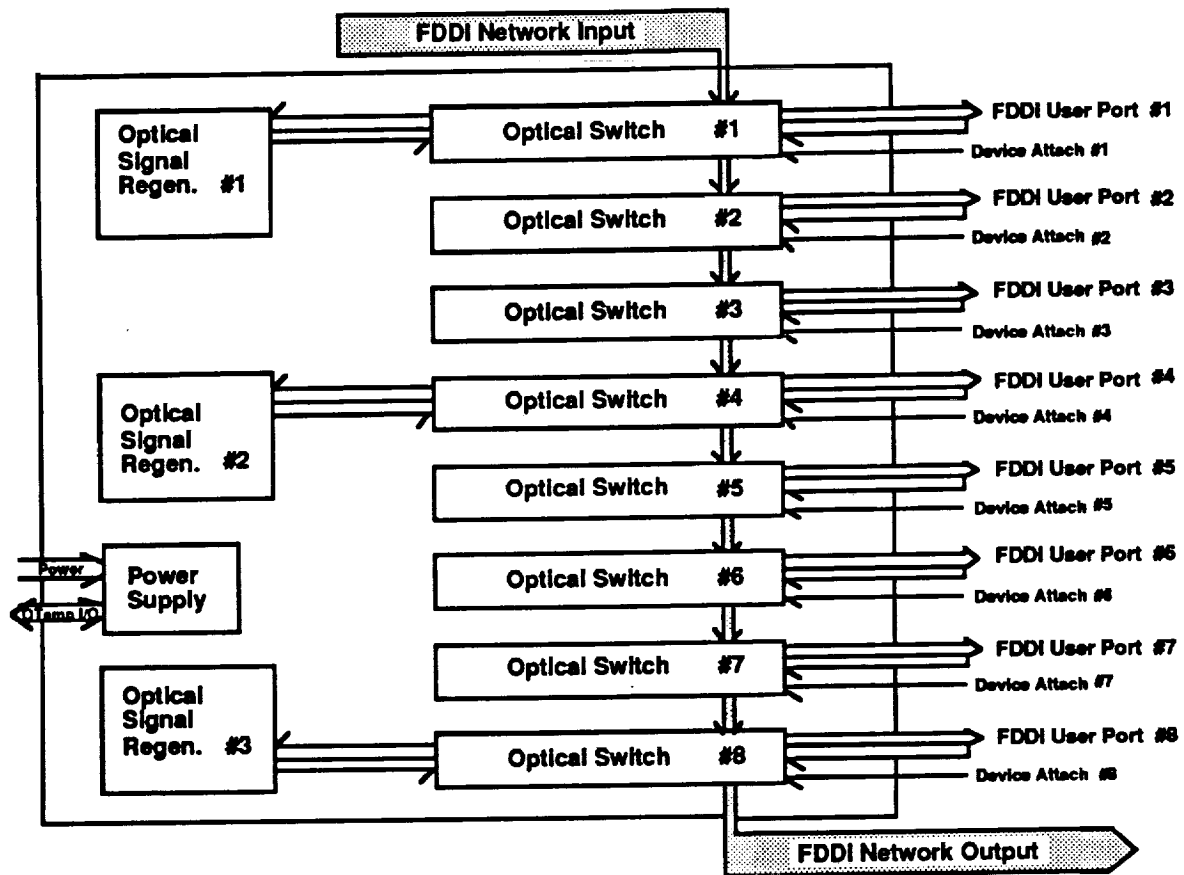 FDDI Network Input
Optical
Signal
Regen. #1
Optical Switch #1
FDDI User Port #1
Device Attach #1
Optical Switch #2
FDDI User Port #2
Device Attach #2
Optical Switch #3
FDDI User Port #3
Device Attach #3
Optical
Signal
Regen. #2
Optical Switch #4
FDDI User Port #4
Device Attach #4
Optical Switch #5
FDDI User Port #5
Device Attach #5
Power
OTemp I/O
Power
Supply
Optical Switch #6
FDDI User Port #6
Device Attach #6
Optical Switch #7
FDDI User Port #7
Device Attach #7
Optical
Signal
Regen. #3
Optical Switch #8
FDDI User Port #8
Device Attach #8
FDDI Network Output